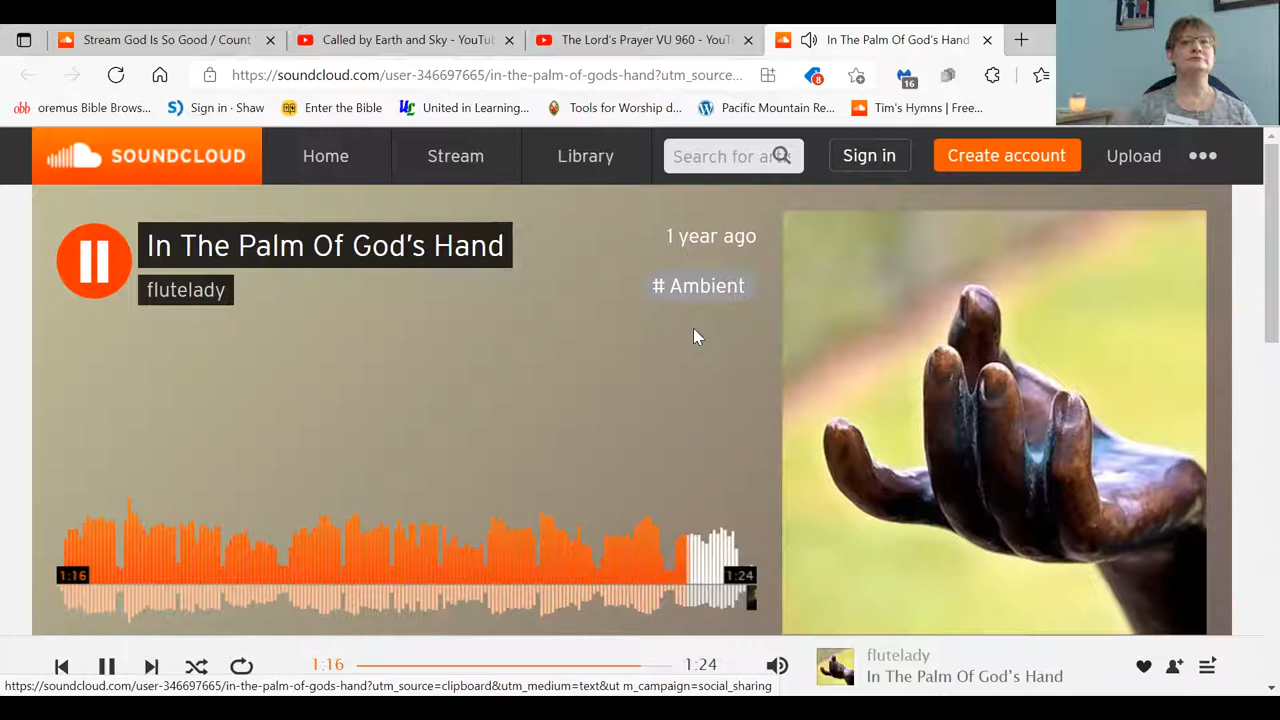 Stream God Is So Good / Count
Called by Earth and Sky - YouTu
The Lord's Prayer VU 960 - YouT
In The Palm Of God's Hand
https://soundcloud.com/user-346697665/in-the-palm-of-gods-hand?utm_source...
8
16
obb oremus Bible Brows...
Sign in · Shaw
Enter the Bible
United in Learning...
Tools for Worship d...
Pacific Mountain Re...
Tim's Hymns | Free...
SOUNDCLOUD
Home
Stream
Library
Search for art
Sign in
Create account
Upload
In The Palm Of God's Hand
flutelady
1 year ago
# Ambient
1:16
1:24
1:16
1:24
flutelady
In The Palm Of God's Hand
https://soundcloud.com/user-346697665/in-the-palm-of-gods-hand?utm_source=clipboard&utm_medium=text&ut m_campaign=social_sharing